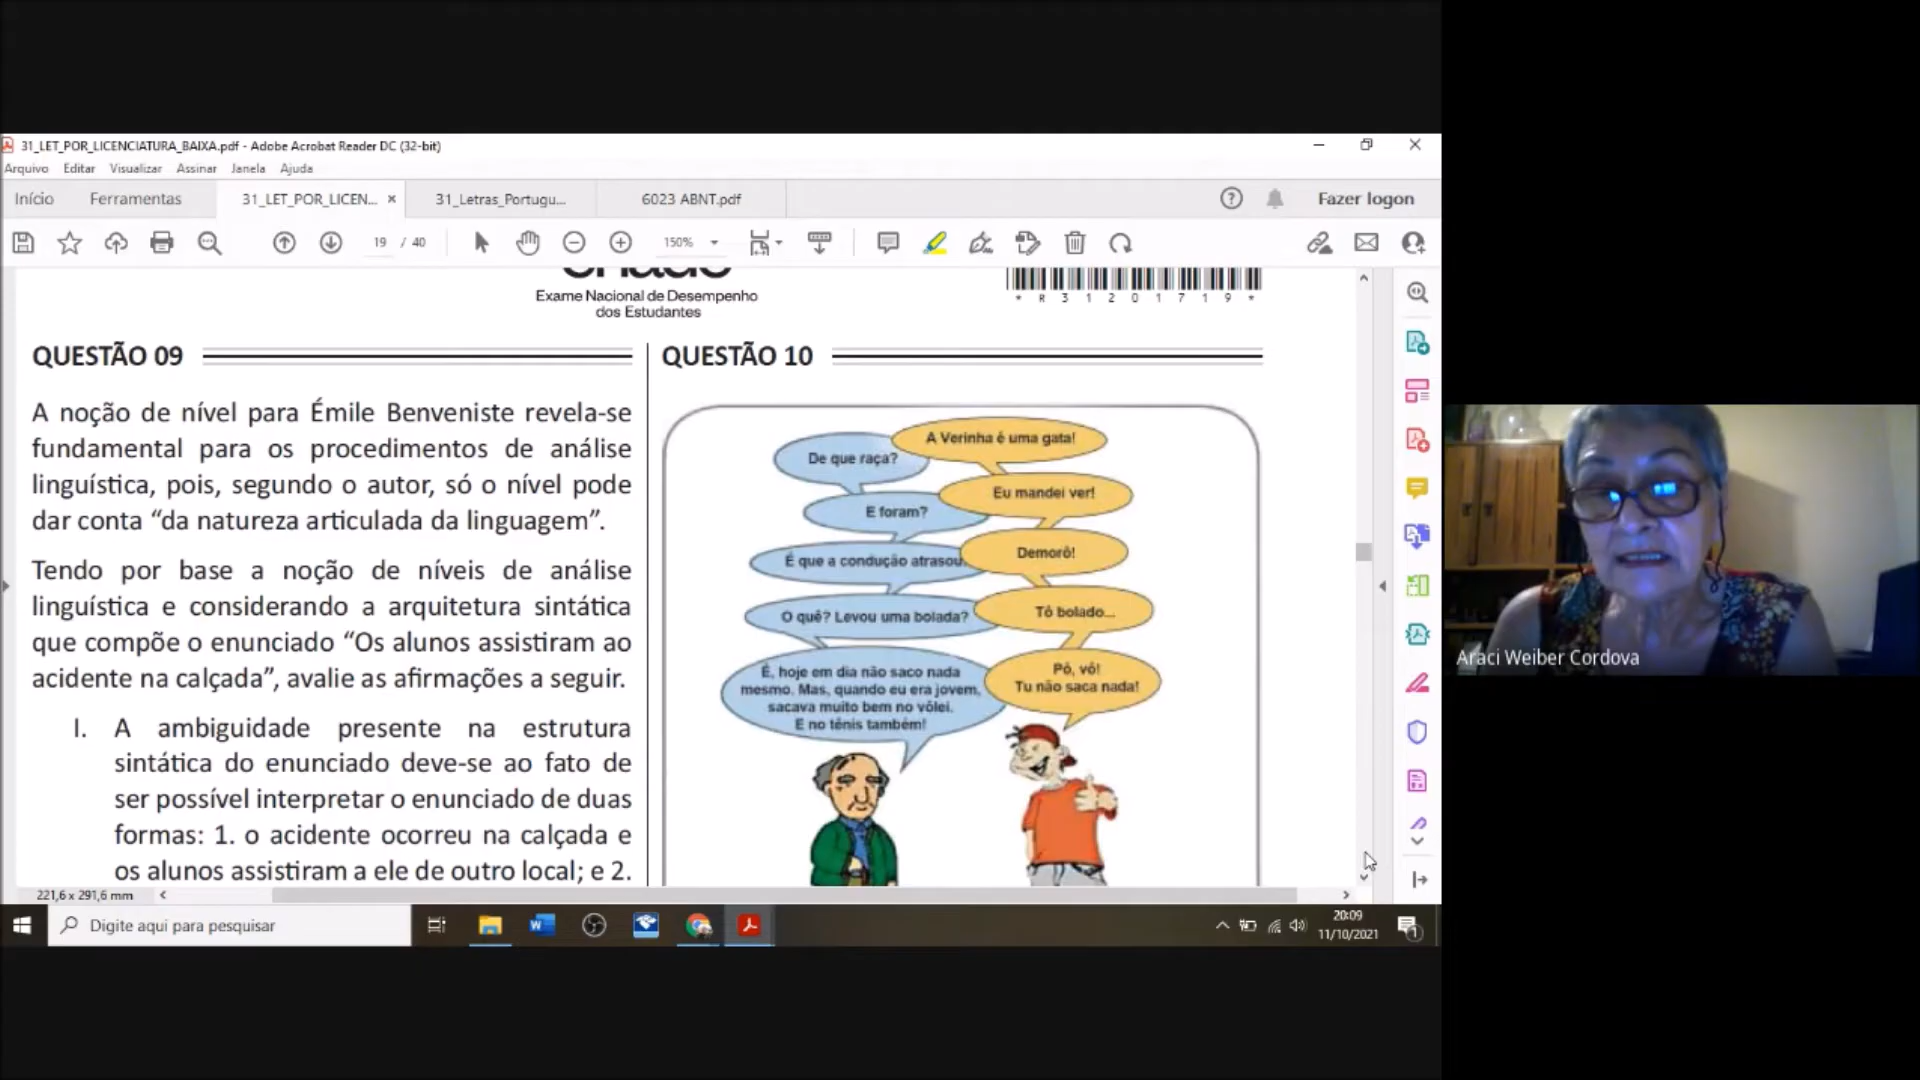 31_LET_POR_LICENCIATURA_BAIXA.pdf - Adobe Acrobat Reader DC (32-bit)
Arquivo Editar Visualizar Assinar Janela Ajuda
Início Ferramentas 31_LET_POR_LICEN... × 31_Letras_Portugu... 6023 ABNT.pdf Fazer logon
19 / 40 150%
Exame Nacional de Desempenho
dos Estudantes
* R 3 1 2 0 1 7 1 9 *
QUESTÃO 09
A noção de nível para Émile Benveniste revela-se
fundamental para os procedimentos de análise
linguística, pois, segundo o autor, só o nível pode
dar conta “da natureza articulada da linguagem”.
Tendo por base a noção de níveis de análise
linguística e considerando a arquitetura sintática
que compõe o enunciado “Os alunos assistiram ao
acidente na calçada”, avalie as afirmações a seguir.
I. A ambiguidade presente na estrutura
sintática do enunciado deve-se ao fato de
ser possível interpretar o enunciado de duas
formas: 1. o acidente ocorreu na calçada e
os alunos assistiram a ele de outro local; e 2.
QUESTÃO 10
A Verinha é uma gata!
De que raça?
Eu mandei ver!
E foram?
Demorô!
É que a condução atrasou.
Tô bolado...
O quê? Levou uma bolada?
Pô, vô!
Tu não saca nada!
É, hoje em dia não saco nada
mesmo. Mas, quando eu era jovem,
sacava muito bem no vôlei.
E no tênis também!
221,6 x 291,6 mm
Digite aqui para pesquisar
20:09
11/10/2021
1
Araci Weiber Cordova